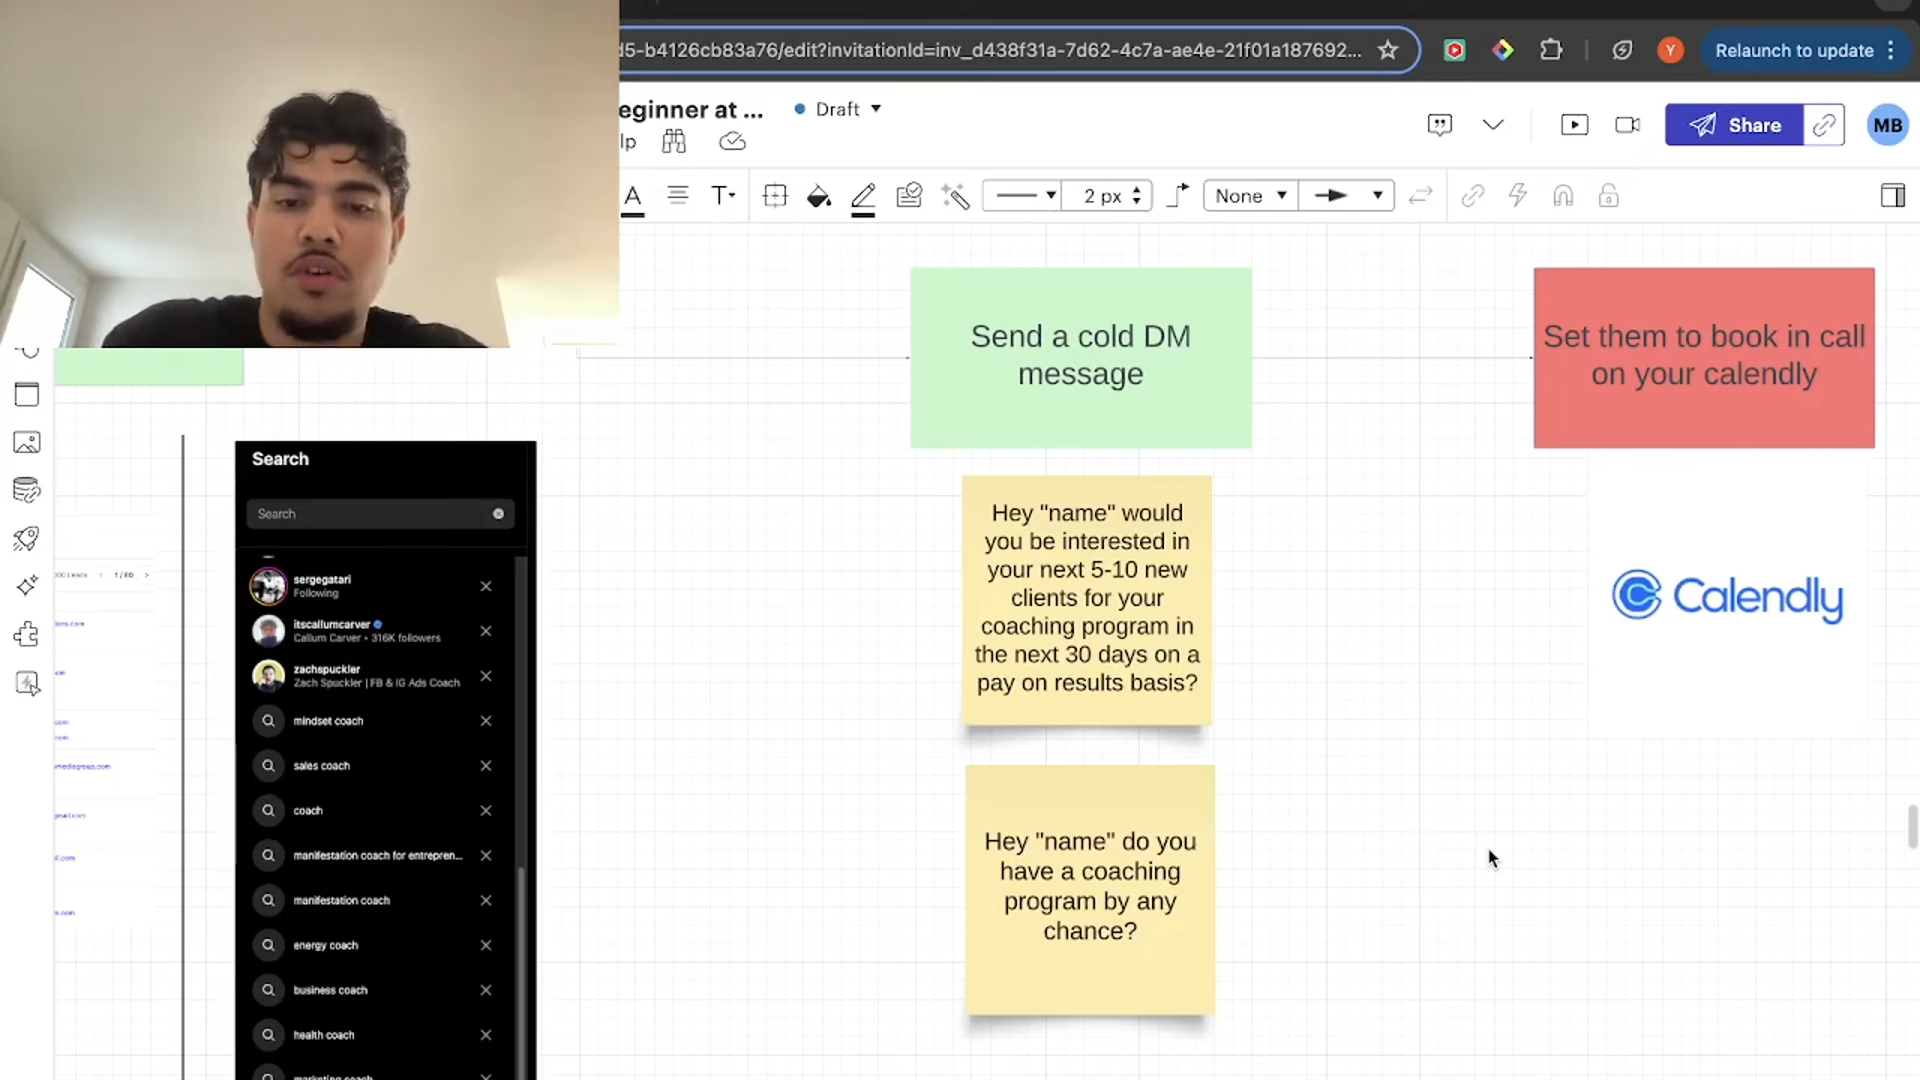 d5-b4126cb83a76/edit?invitationId=inv_d438f31a-7d62-4c7a-ae4e-21f01a187692...
Y
Relaunch to update
eginner at ...
Draft
lp
Share
MB
A
T
2 px
None
Send a cold DM
message
Set them to book in call
on your calendly
Search
Search
sergegatari
Following
itscallumcarver
Callum Carver • 316K followers
zachspuckler
Zach Spuckler | FB & IG Ads Coach
mindset coach
sales coach
coach
manifestation coach for entrepren...
manifestation coach
energy coach
business coach
health coach
marketing coach
Hey "name" would
you be interested in
your next 5-10 new
clients for your
coaching program in
the next 30 days on a
pay on results basis?
Hey "name" do you
have a coaching
program by any
chance?
Calendly
1 / 60